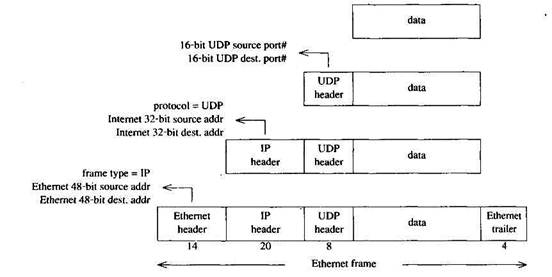 data
16-bit UDP source port#
16-bit UDP dest. port#
UDP
header
data
protocol = UDP
Internet 32-bit source addr
Internet 32-bit dest. addr
IP
header
UDP
header
data
frame type = IP
Ethernet 48-bit source addr
Ethernet 48-bit dest. addr
Ethernet
header
IP
header
UDP
header
data
Ethernet
trailer
14
20
8
4
Ethernet frame